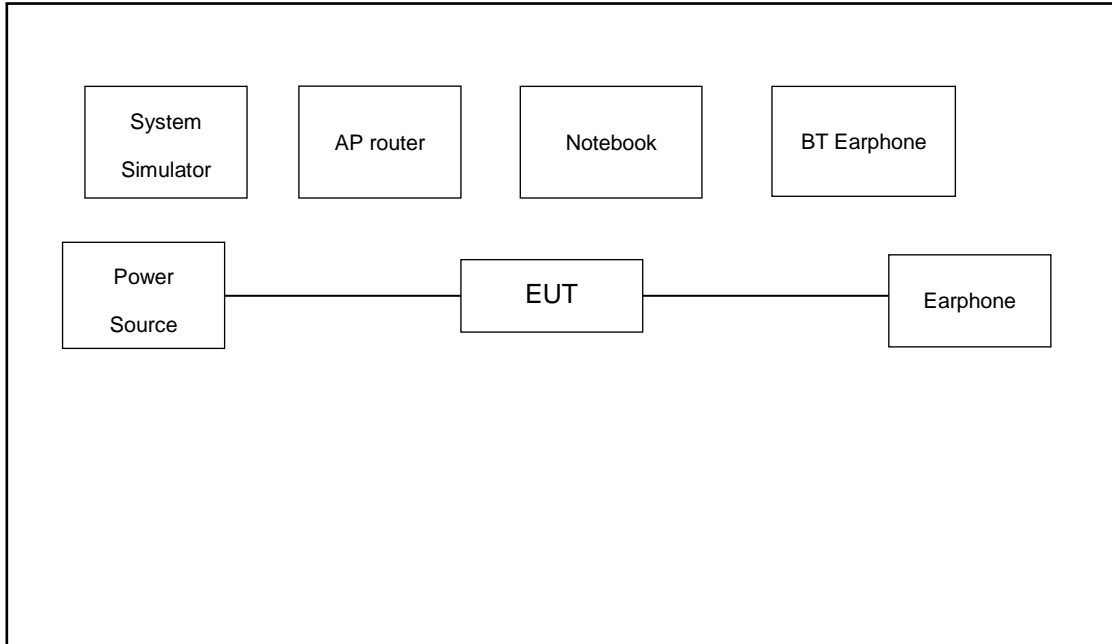 System
Simulator
AP router
Notebook
BT Earphone
Power
Source
EUT
Earphone